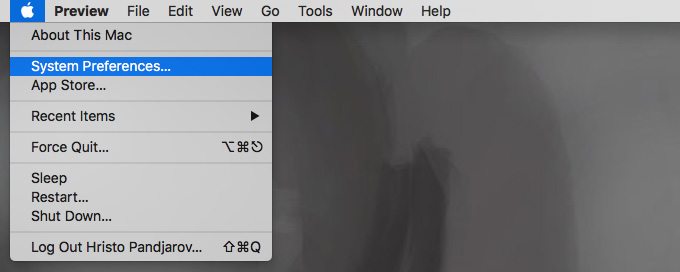 Preview File Edit View Go Tools Window Help
About This Mac
System Preferences...
App Store...
Recent Items ▶
Force Quit... ⌥⌘⎋
Sleep
Restart...
Shut Down...
Log Out Hristo Pandjarov... ⇧⌘Q